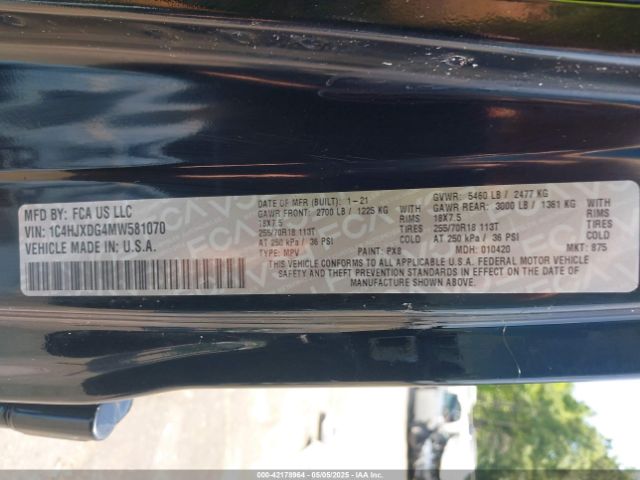 MFD BY: FCA US LLC
VIN: 1C4HJXDG4MW581070
VEHICLE MADE IN U.S.A.
DATE OF MFR (BUILT): 1-21 GVWR: 5460 LB / 2477 KG
GAWR FRONT: 2700 LB / 1225 KG WITH GAWR REAR: 3000 LB / 1361 KG WITH
18X7.5 RIMS 18X7.5 RIMS
255/70R18 113T TIRES 255/70R18 113T TIRES
AT 250 kPa / 36 PSI COLD AT 250 kPa / 36 PSI COLD
TYPE: MPV PAINT: PX8 MDH: 010420 MKT: 875
THIS VEHICLE CONFORMS TO ALL APPLICABLE U.S.A. FEDERAL MOTOR VEHICLE
SAFETY AND THEFT PREVENTION STANDARDS IN EFFECT ON THE DATE OF
MANUFACTURE SHOWN ABOVE.
000-42178964 - 05/05/2025 - IAAI.COM